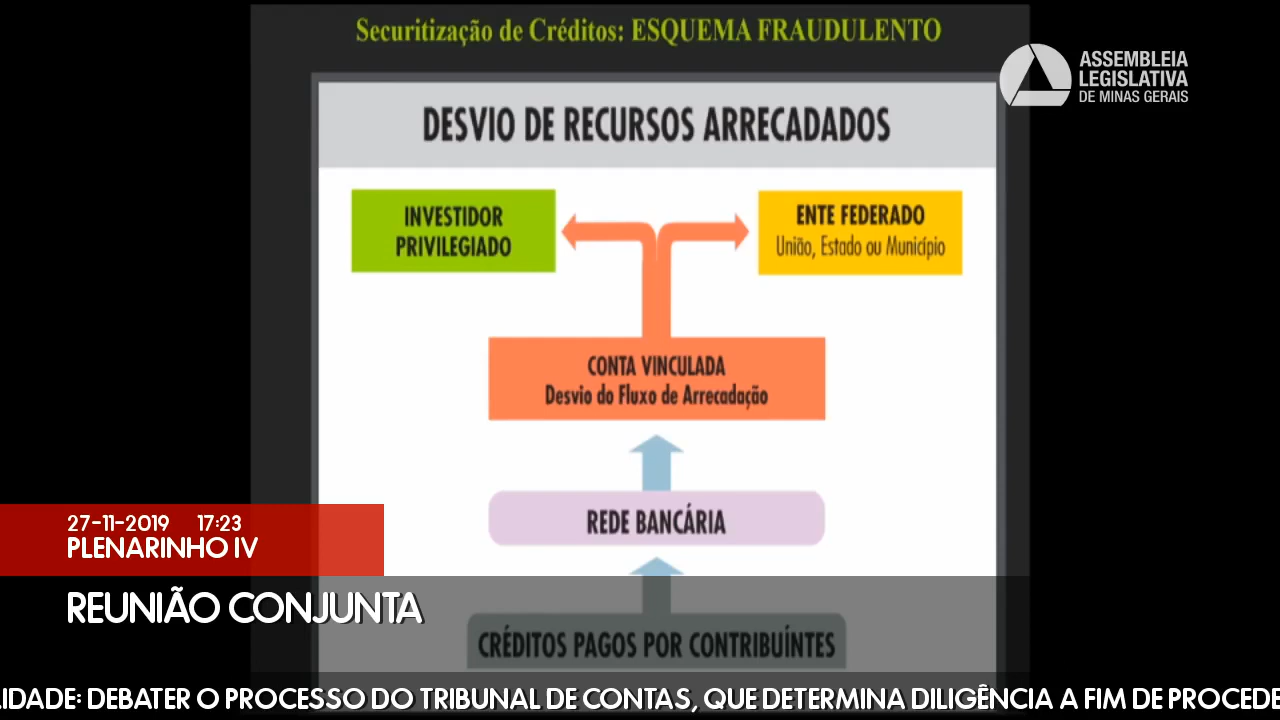 Securitização de Créditos: ESQUEMA FRAUDULENTO
ASSEMBLEIA
LEGISLATIVA
DE MINAS GERAIS
DESVIO DE RECURSOS ARRECADADOS
INVESTIDOR
PRIVILEGIADO
ENTE FEDERADO
União, Estado ou Município
CONTA VINCULADA
Desvio do Fluxo de Arrecadação
REDE BANCÁRIA
27-11-2019 17:23
PLENARINHO IV
REUNIÃO CONJUNTA
CRÉDITOS PAGOS POR CONTRIBUÍNTES
LIDADE: DEBATER O PROCESSO DO TRIBUNAL DE CONTAS, QUE DETERMINA DILIGÊNCIA A FIM DE PROCEDE